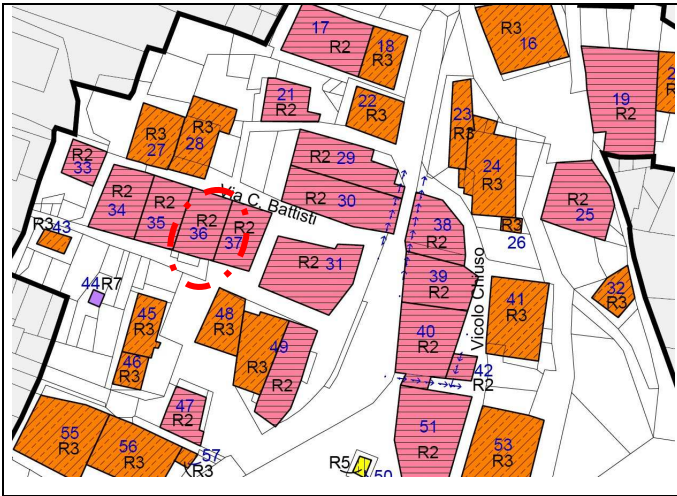 17
R2
18
R3
R3
16
19
R2
21
R2
22
R3
23
R3
R3
27
R3
28
R2 29
R2 30
24
R3
R2
33
R2
34
R2
35
R2
36
R2
37
Via C. Battisti
38
R2
R3
26
25
R2
R3
43
R2 31
39
R2
Vicolo Chiuso
41
R3
32
R3
44 R7
45
R3
46
R3
48
R3
49
R2
40
R2
42
R2
47
R2
51
R2
53
R3
55
R3
56
R3
57
R3
R5
50